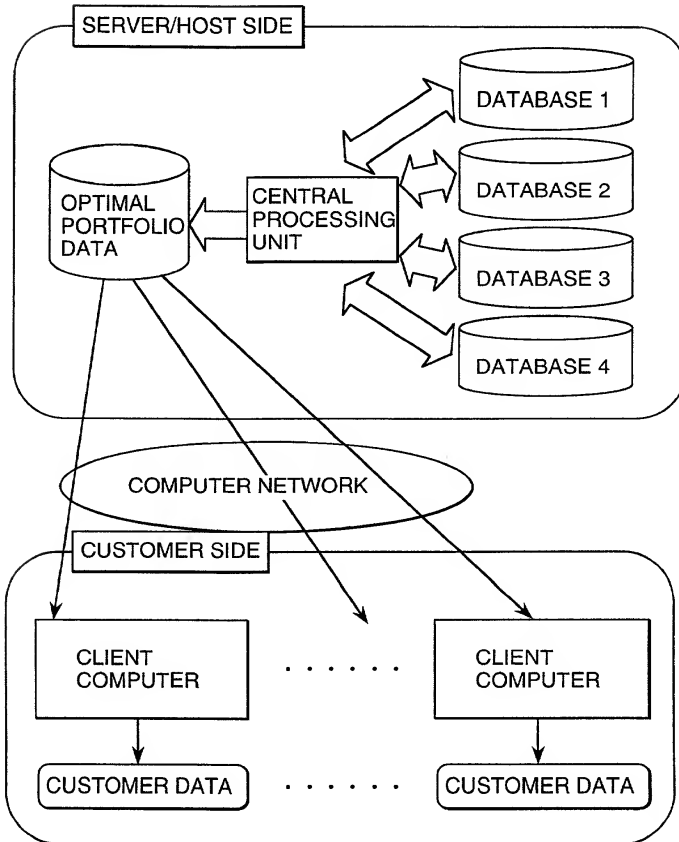 SERVER/HOST SIDE
DATABASE 1
OPTIMAL
PORTFOLIO
DATA
CENTRAL
PROCESSING
UNIT
DATABASE 2
DATABASE 3
DATABASE 4
COMPUTER NETWORK
CUSTOMER SIDE
CLIENT
COMPUTER
CLIENT
COMPUTER
CUSTOMER DATA
CUSTOMER DATA